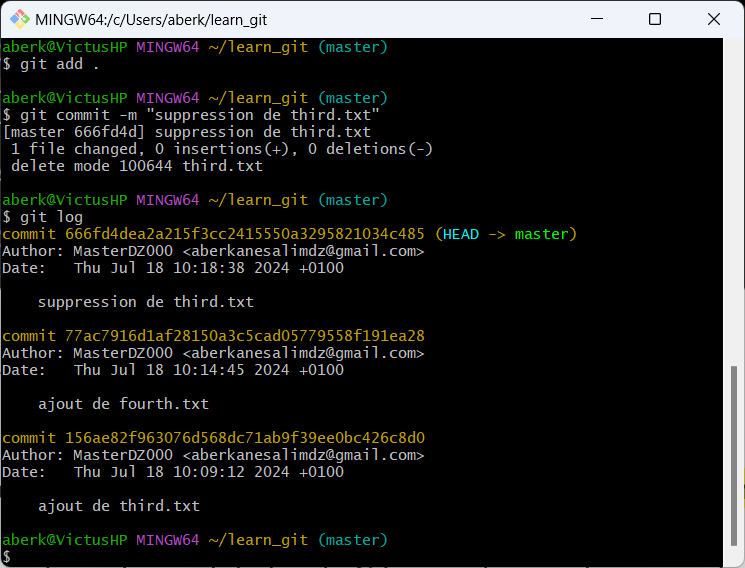 MINGW64:/c/Users/aberk/learn_git
aberk@VictusHP MINGW64 ~/learn_git (master)
$ git add .
aberk@VictusHP MINGW64 ~/learn_git (master)
$ git commit -m "suppression de third.txt"
[master 666fd4d] suppression de third.txt
 1 file changed, 0 insertions(+), 0 deletions(-)
 delete mode 100644 third.txt
aberk@VictusHP MINGW64 ~/learn_git (master)
$ git log
commit 666fd4dea2a215f3cc2415550a3295821034c485 (HEAD -> master)
Author: MasterDZ000 <aberkanesalimdz@gmail.com>
Date:   Thu Jul 18 10:18:38 2024 +0100
    suppression de third.txt
commit 77ac7916d1af28150a3c5cad05779558f191ea28
Author: MasterDZ000 <aberkanesalimdz@gmail.com>
Date:   Thu Jul 18 10:14:45 2024 +0100
    ajout de fourth.txt
commit 156ae82f963076d568dc71ab9f39ee0bc426c8d0
Author: MasterDZ000 <aberkanesalimdz@gmail.com>
Date:   Thu Jul 18 10:09:12 2024 +0100
    ajout de third.txt
aberk@VictusHP MINGW64 ~/learn_git (master)
$